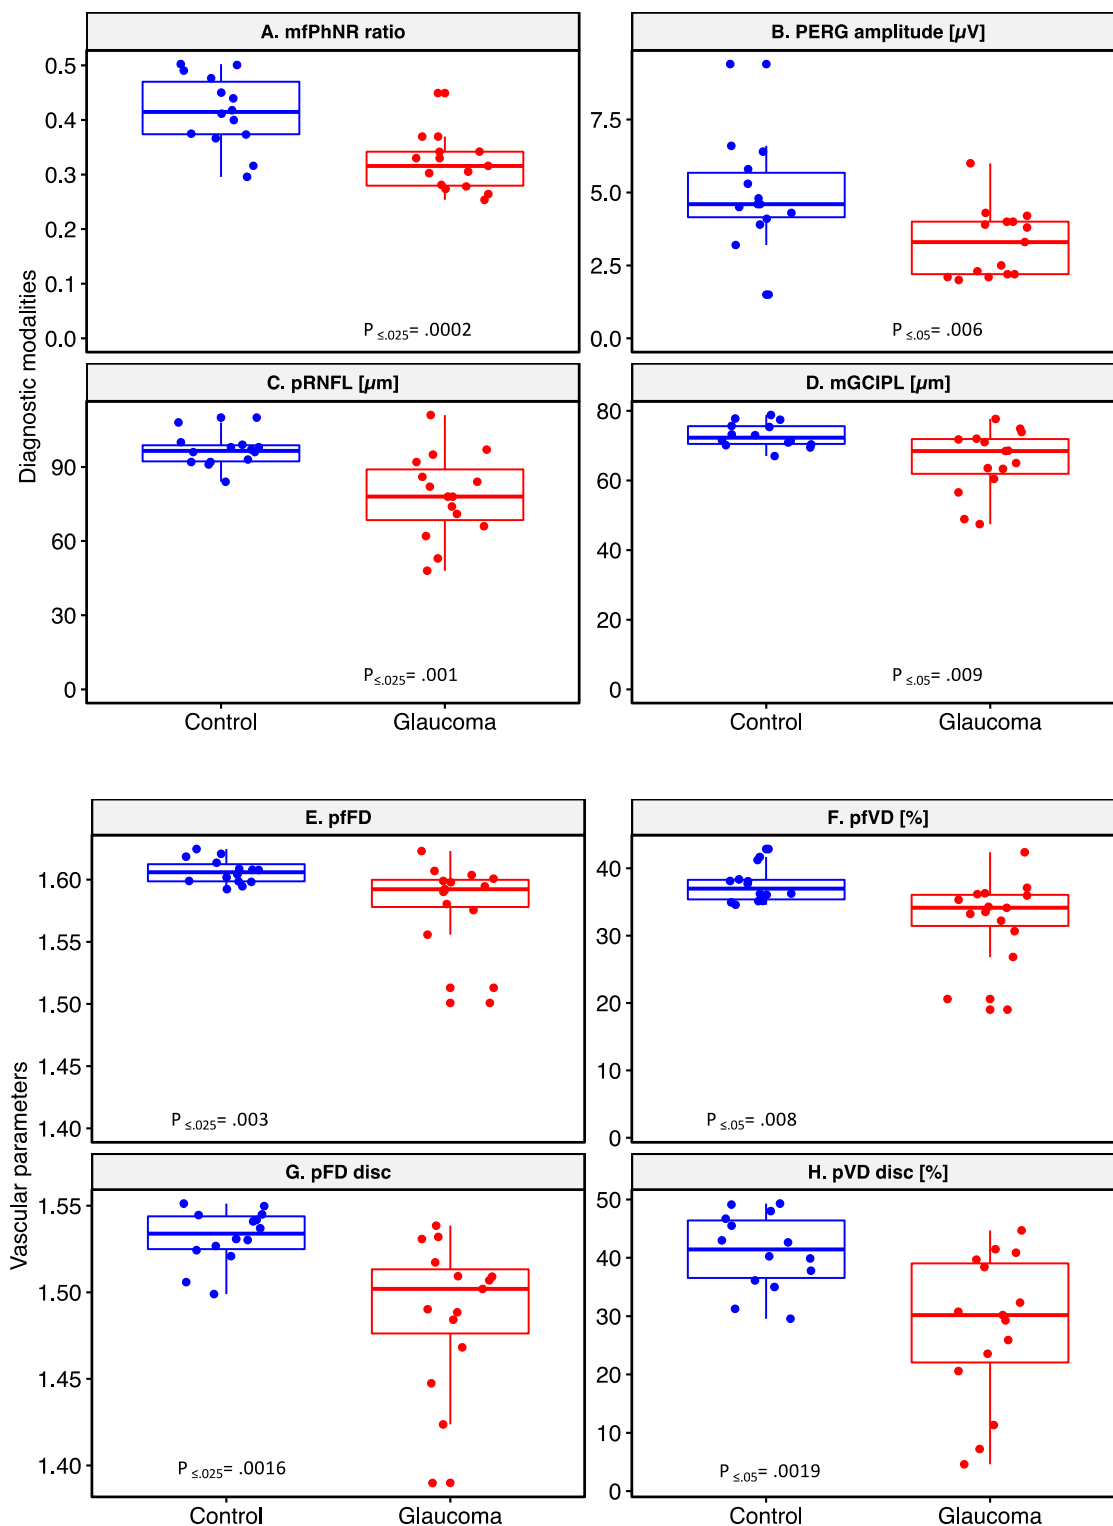 A. mfPhNR ratio
B. PERG amplitude [µV]
0.5
0.4
0.3
0.2
0.1
0.0
7.5
5.0
2.5
0.0
P ≤.025= .0002
P ≤.05= .006
C. pRNFL [µm]
D. mGCIPL [µm]
90
60
30
0
80
60
40
20
0
P≤.025= .001
P ≤.05= .009
Control
Glaucoma
Control
Glaucoma
Diagnostic modalities
E. pfFD
F. pfVD [%]
1.60
1.55
1.50
1.45
1.40
40
30
20
10
0
P ≤.025= .003
P ≤.05= .008
G. pFD disc
H. pVD disc [%]
1.55
1.50
1.45
1.40
50
40
30
20
10
0
P ≤.025= .0016
P ≤.05= .0019
Control
Glaucoma
Control
Glaucoma
Vascular parameters